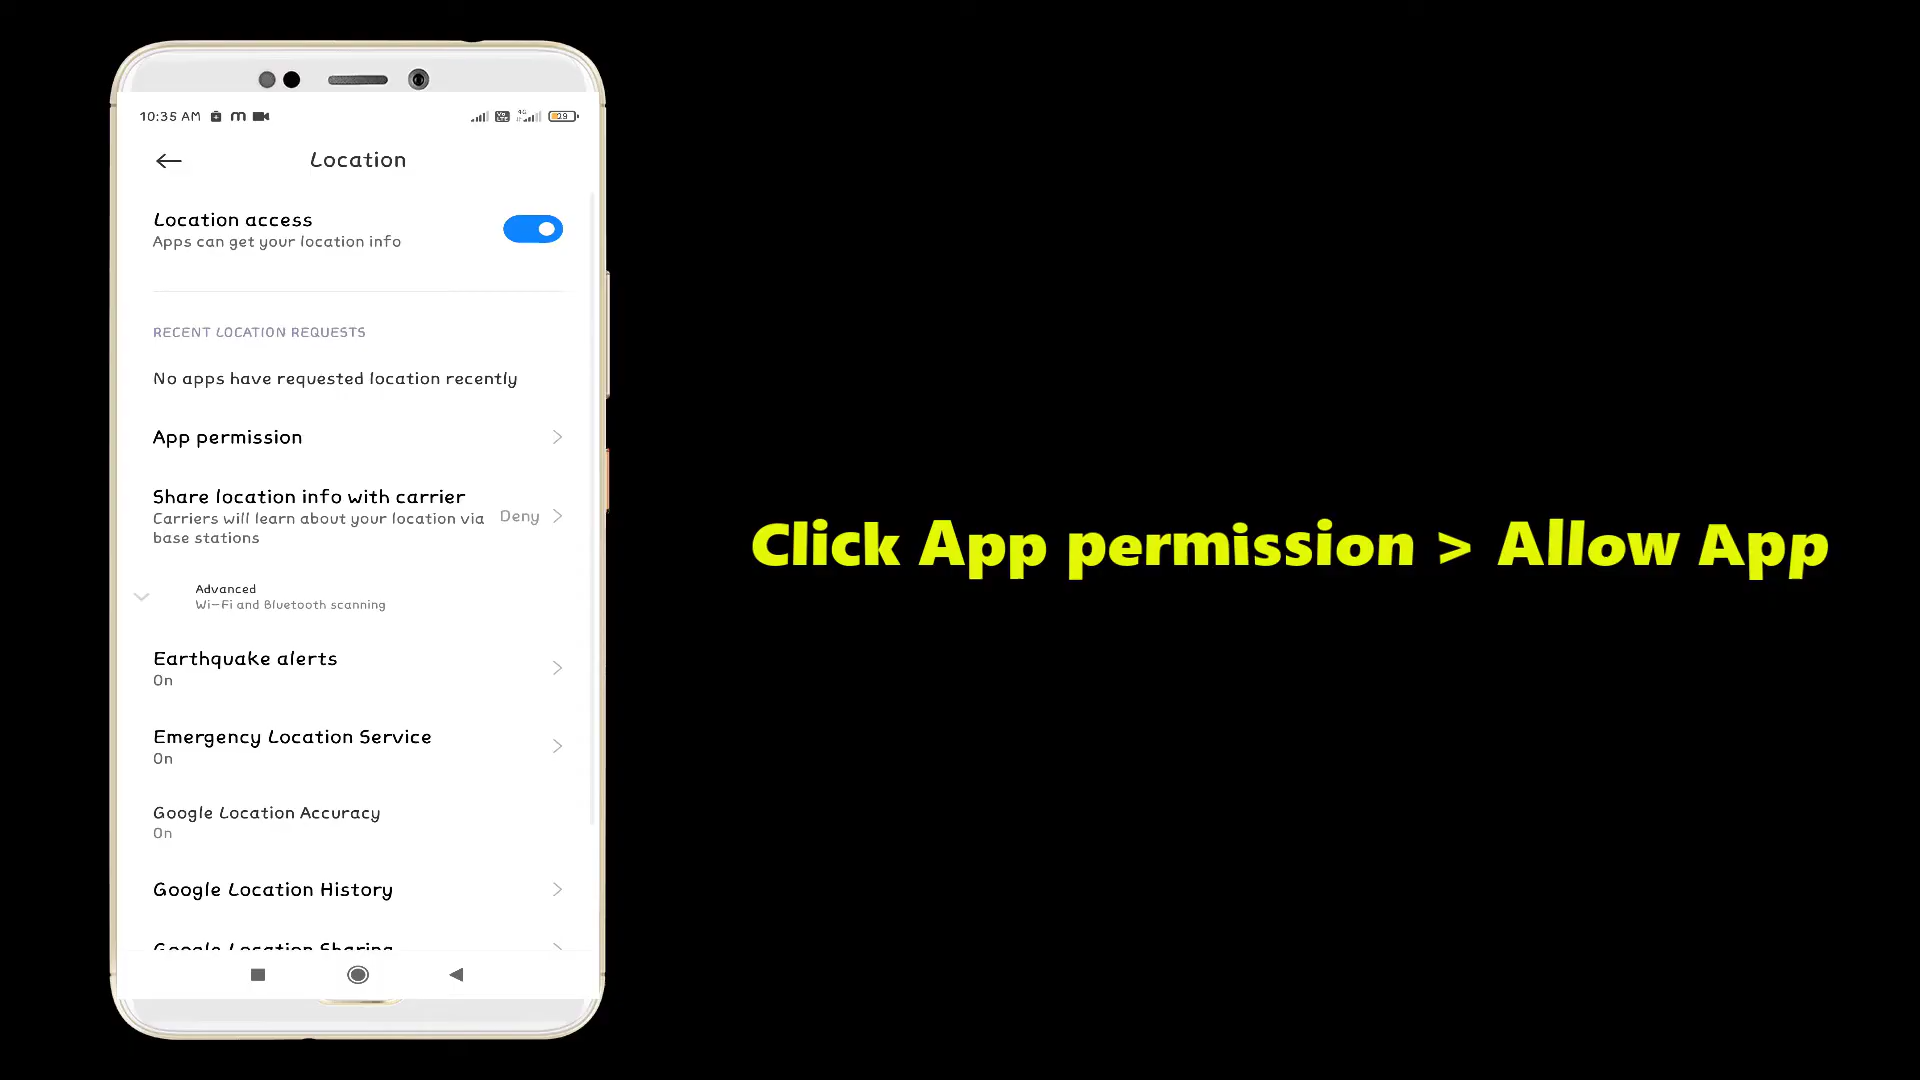 10:35 AM
29
Location
Location access
Apps can get your location info
RECENT LOCATION REQUESTS
No apps have requested location recently
App permission
Share location info with carrier
Carriers will learn about your location via
base stations
Deny
Click App permission > Allow App
Advanced
Wi-Fi and Bluetooth scanning
Earthquake alerts
On
Emergency Location Service
On
Google Location Accuracy
On
Google Location History
Google Location Sharing